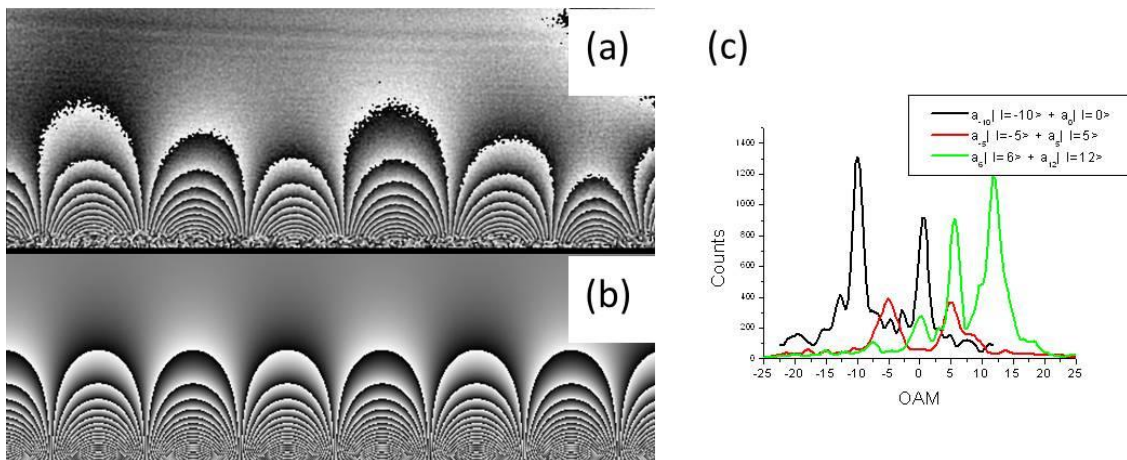 (a)
(b)
(c)
a₋₁₀| l=-10> + a₀| l=0>
a₋₅| l=-5> + a₅| l=5>
a₆| l=6> + a₁₂| l=12>
1400
1200
1000
800
600
400
200
0
Counts
-25 -20 -15 -10 -5 0 5 10 15 20 25
OAM